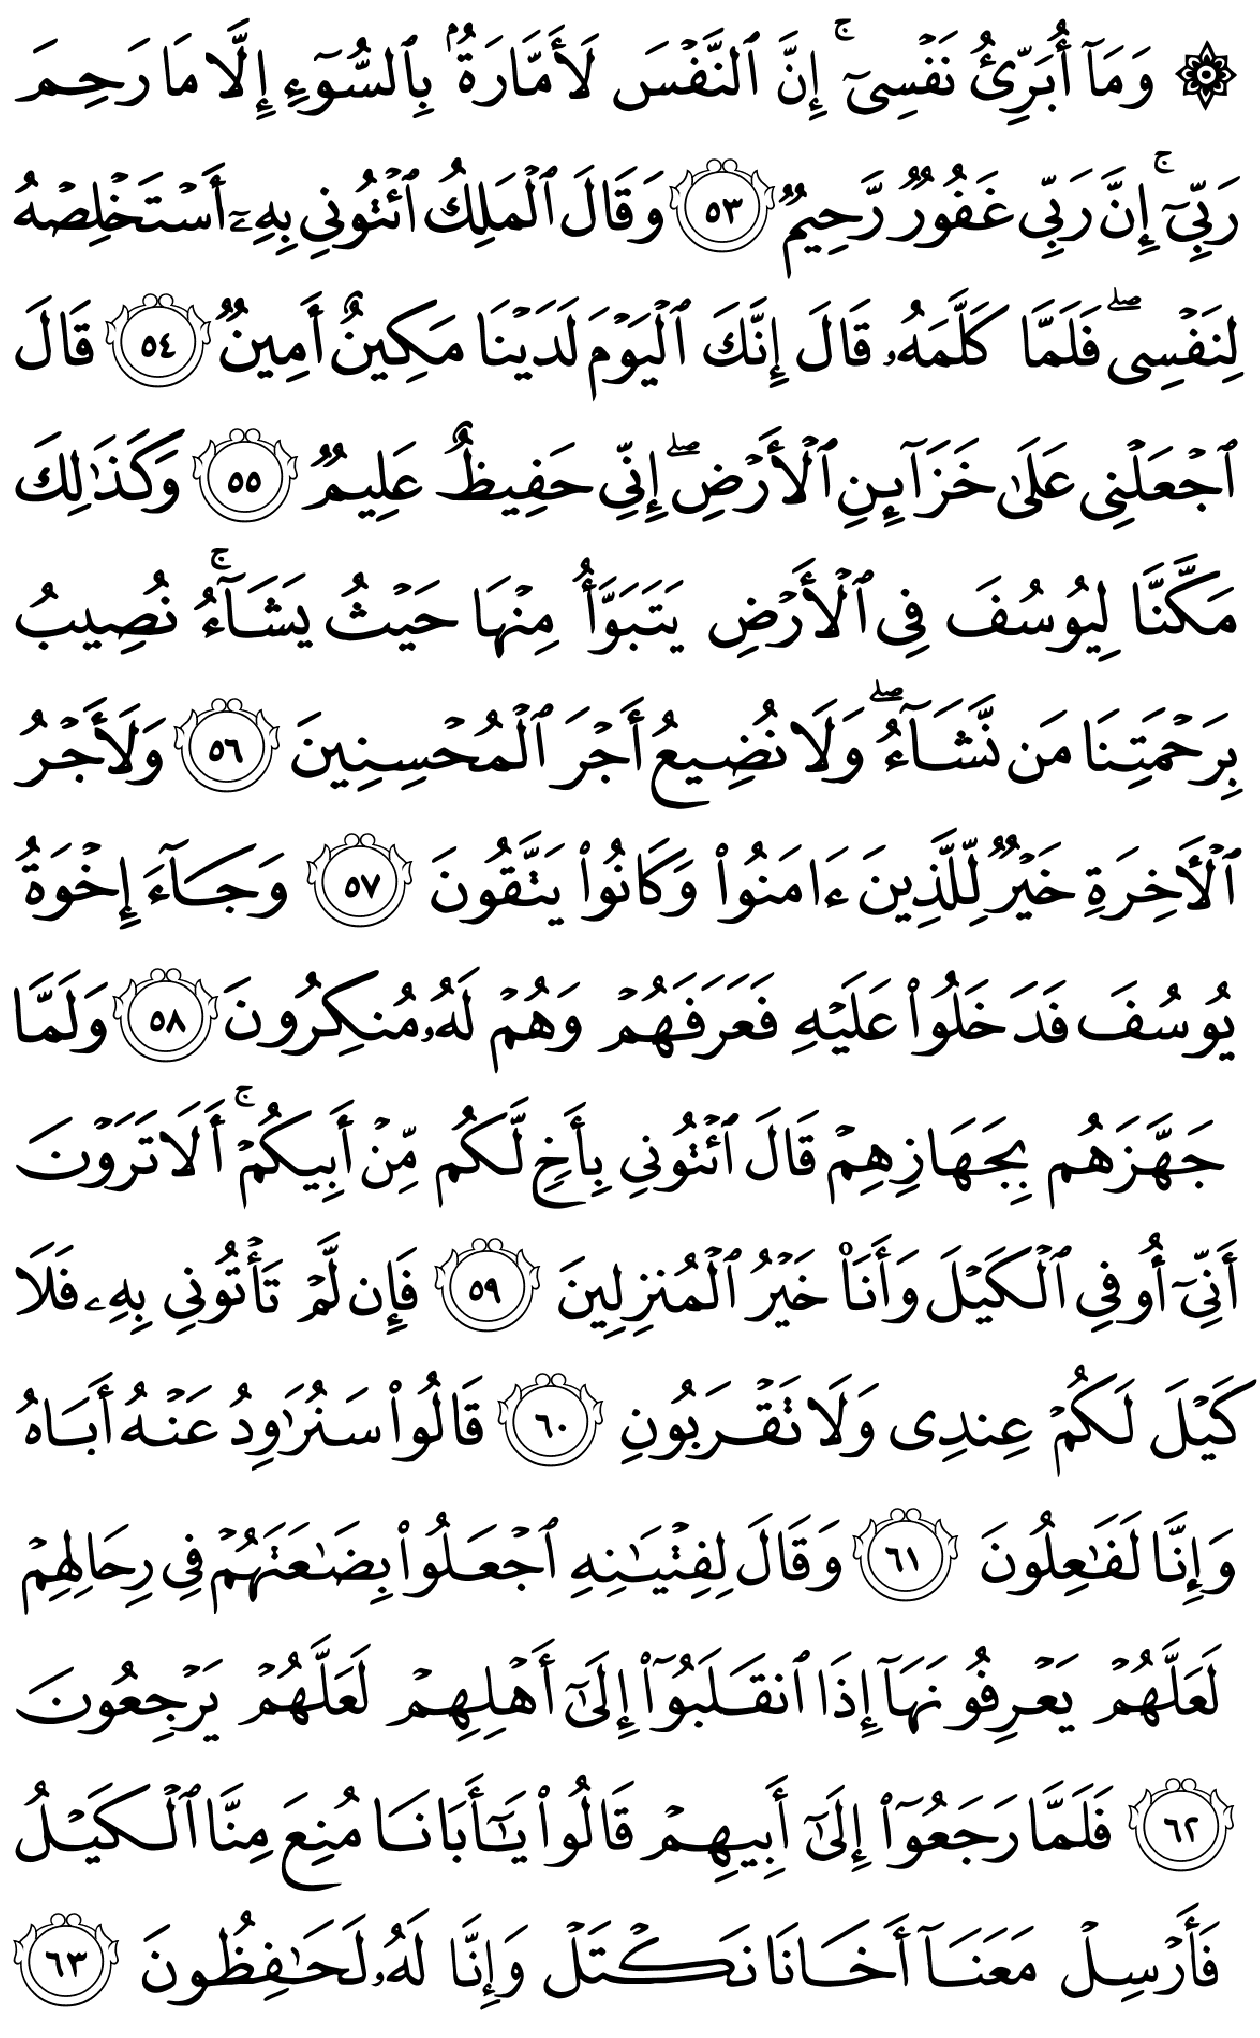 ۞ وَمَآ أُبَرِّئُ نَفْسِىٓ ۚ إِنَّ ٱلنَّفْسَ لَأَمَّارَةٌۢ بِٱلسُّوٓءِ إِلَّا مَا رَحِمَ
رَبِّىٓ ۚ إِنَّ رَبِّى غَفُورٌ رَّحِيمٌ ٥٣ وَقَالَ ٱلْمَلِكُ ٱئْتُونِى بِهِۦٓ أَسْتَخْلِصْهُ
لِنَفْسِى ۖ فَلَمَّا كَلَّمَهُۥ قَالَ إِنَّكَ ٱلْيَوْمَ لَدَيْنَا مَكِينٌ أَمِينٌ ٥٤ قَالَ
ٱجْعَلْنِى عَلَىٰ خَزَآئِنِ ٱلْأَرْضِ ۖ إِنِّى حَفِيظٌ عَلِيمٌ ٥٥ وَكَذَٰلِكَ
مَكَّنَّا لِيُوسُفَ فِى ٱلْأَرْضِ يَتَبَوَّأُ مِنْهَا حَيْثُ يَشَآءُ ۚ نُصِيبُ
بِرَحْمَتِنَا مَن نَّشَآءُ ۖ وَلَا نُضِيعُ أَجْرَ ٱلْمُحْسِنِينَ ٥٦ وَلَأَجْرُ
ٱلْـَٔاخِرَةِ خَيْرٌ لِّلَّذِينَ ءَامَنُوا۟ وَكَانُوا۟ يَتَّقُونَ ٥٧ وَجَآءَ إِخْوَةُ
يُوسُفَ فَدَخَلُوا۟ عَلَيْهِ فَعَرَفَهُمْ وَهُمْ لَهُۥ مُنكِرُونَ ٥٨ وَلَمَّا
جَهَّزَهُم بِجَهَازِهِمْ قَالَ ٱئْتُونِى بِأَخٍ لَّكُم مِّنْ أَبِيكُمْ ۚ أَلَا تَرَوْنَ
أَنِّىٓ أُوفِى ٱلْكَيْلَ وَأَنَا۠ خَيْرُ ٱلْمُنزِلِينَ ٥٩ فَإِن لَّمْ تَأْتُونِى بِهِۦ فَلَا
كَيْلَ لَكُمْ عِندِى وَلَا تَقْرَبُونِ ٦٠ قَالُوا۟ سَنُرَٰوِدُ عَنْهُ أَبَاهُ
وَإِنَّا لَفَٰعِلُونَ ٦١ وَقَالَ لِفِتْيَٰنِهِ ٱجْعَلُوا۟ بِضَٰعَتَهُمْ فِى رِحَالِهِمْ
لَعَلَّهُمْ يَعْرِفُونَهَآ إِذَا ٱنقَلَبُوٓا۟ إِلَىٰٓ أَهْلِهِمْ لَعَلَّهُمْ يَرْجِعُونَ
٦٢ فَلَمَّا رَجَعُوٓا۟ إِلَىٰٓ أَبِيهِمْ قَالُوا۟ يَٰٓأَبَانَا مُنِعَ مِنَّا ٱلْكَيْلُ
فَأَرْسِلْ مَعَنَآ أَخَانَا نَكْتَلْ وَإِنَّا لَهُۥ لَحَٰفِظُونَ ٦٣